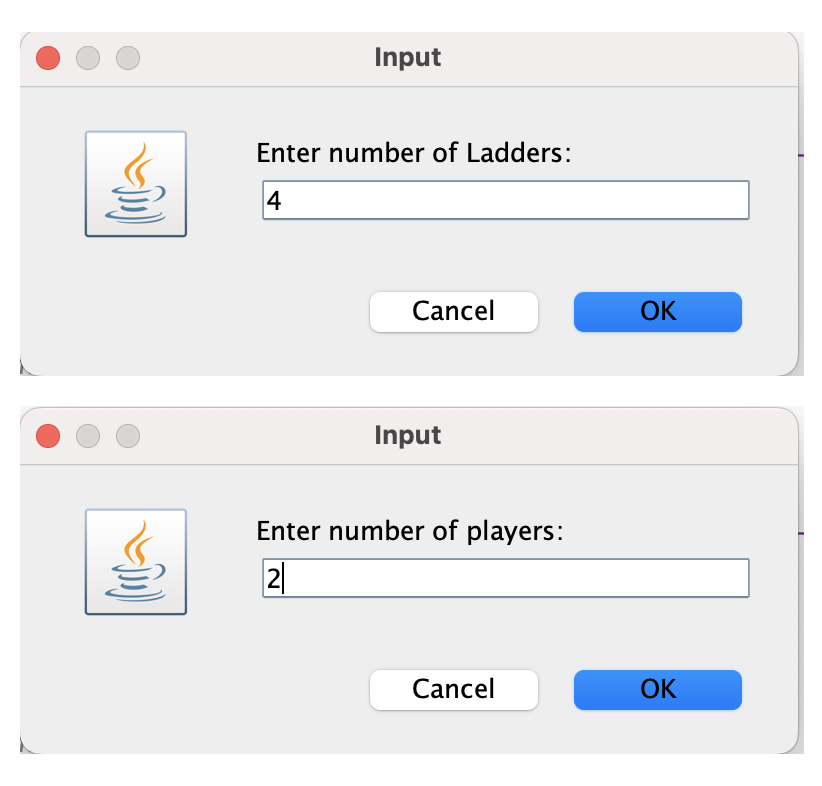 Input
Enter number of Ladders:
4
Cancel
OK
Input
Enter number of players:
2
Cancel
OK